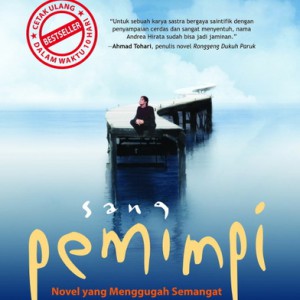 CETAK ULANG
BESTSELLER
DALAM WAKTU 10 HARI
"Untuk sebuah karya sastra bergaya saintifik dengan
penyampaian cerdas dan sangat menyentuh, nama
Andrea Hirata sudah bisa jadi jaminan."
—Ahmad Tohari, penulis novel Ronggeng Dukuh Paruk
sang
pemimpi
Novel yang Menggugah Semangat